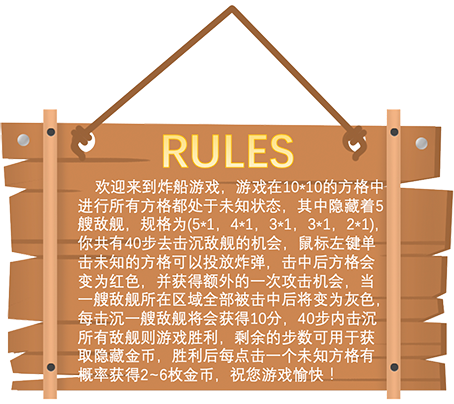 RULES
欢迎来到炸船游戏，游戏在10*10的方格中
进行所有方格都处于未知状态，其中隐藏着5
艘敌舰，规格为(5*1，4*1，3*1，3*1，2*1),
你共有40步去击沉敌舰的机会，鼠标左键单
击未知的方格可以投放炸弹，击中后方格会
变为红色，并获得额外的一次攻击机会，当
一艘敌舰所在区域全部被击中后将变为灰色,
每击沉一艘敌舰将会获得10分，40步内击沉
所有敌舰则游戏胜利，剩余的步数可用于获
取隐藏金币，胜利后每点击一个未知方格有
概率获得2~6枚金币，祝您游戏愉快！